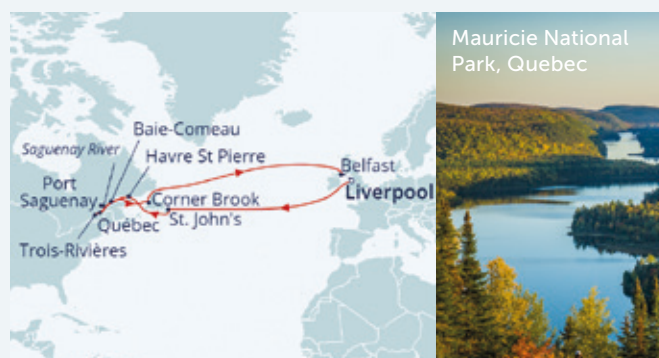 Mauricie National
Park, Quebec
Baie-Comeau
Saguenay River
Havre St Pierre
Port
Saguenay
Québec
Trois-Rivières
Corner Brook
St. John's
Belfast
Liverpool